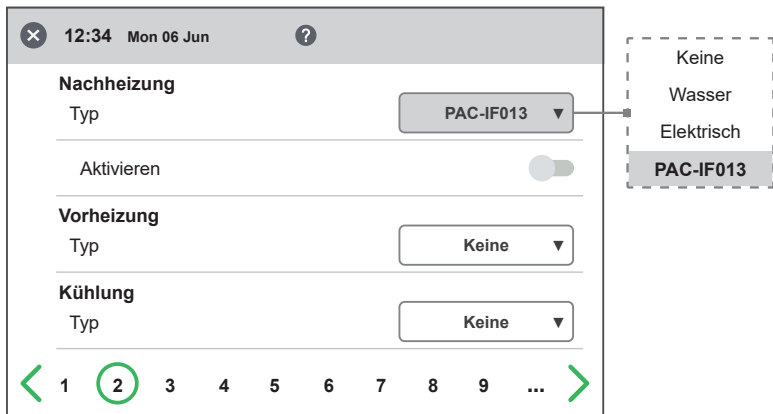 12:34 Mon 06 Jun ?
Nachheizung
Typ PAC-IF013
Aktivieren
Vorheizung
Typ Keine
Kühlung
Typ Keine
1 2 3 4 5 6 7 8 9 ...
Keine
Wasser
Elektrisch
PAC-IF013